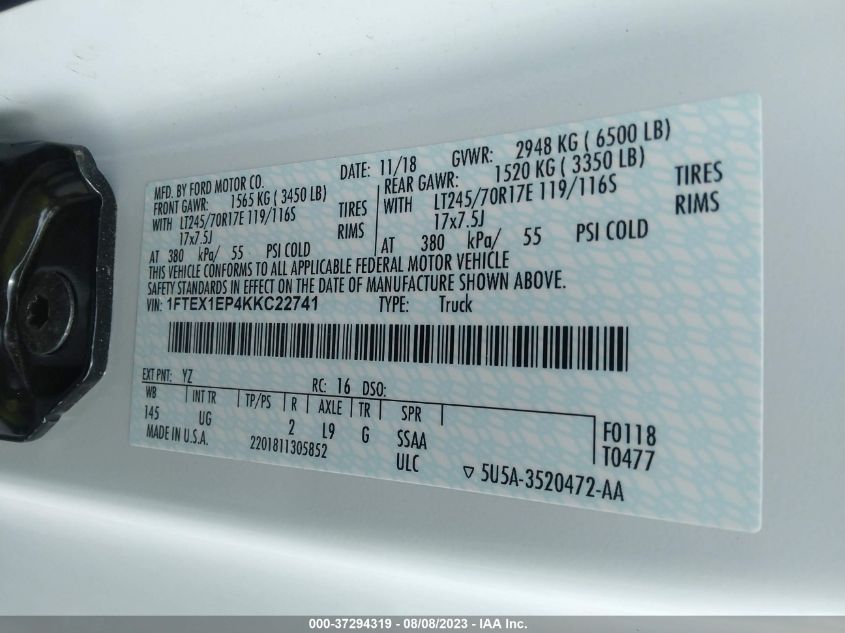 MFD. BY FORD MOTOR CO. DATE: 11/18 GVWR: 2948 KG ( 6500 LB)
FRONT GAWR: 1565 KG ( 3450 LB) REAR GAWR: 1520 KG ( 3350 LB)
WITH LT245/70R17E 119/116S TIRES WITH LT245/70R17E 119/116S TIRES
17x7.5J RIMS 17x7.5J RIMS
AT 380 kPa/ 55 PSI COLD AT 380 kPa/ 55 PSI COLD
THIS VEHICLE CONFORMS TO ALL APPLICABLE FEDERAL MOTOR VEHICLE
SAFETY STANDARDS IN EFFECT ON THE DATE OF MANUFACTURE SHOWN ABOVE.
VIN: 1FTEX1EP4KKC22741 TYPE: Truck
EXT PNT: YZ RC: 16 DSO:
WB INT TR TP/PS R AXLE TR SPR
145 UG 2 L9 G SSAA F0118
MADE IN U.S.A. 2201811305852 ULC T0477
▽ 5U5A-3520472-AA
000-37294319 - 08/08/2023 - IAA Inc.